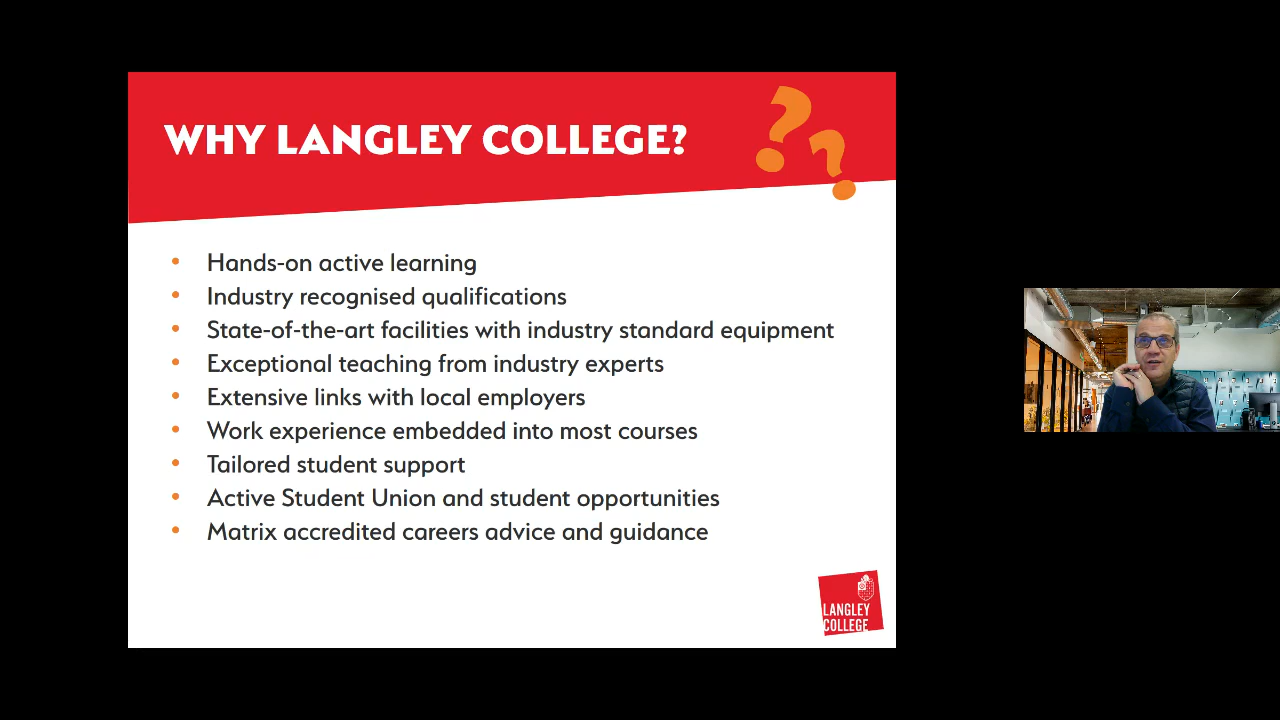 WHY LANGLEY COLLEGE?
??
• Hands-on active learning
• Industry recognised qualifications
• State-of-the-art facilities with industry standard equipment
• Exceptional teaching from industry experts
• Extensive links with local employers
• Work experience embedded into most courses
• Tailored student support
• Active Student Union and student opportunities
• Matrix accredited careers advice and guidance
LANGLEY
COLLEGE